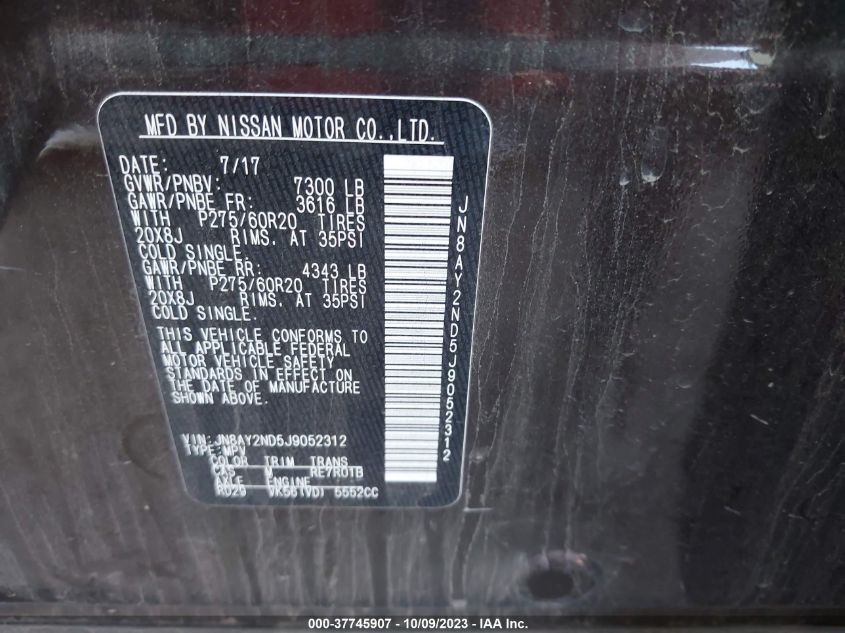 MFD BY NISSAN MOTOR CO.,LTD.
DATE: 7/17
GVWR/PNBV: 7300 LB
GAWR/PNBE FR: 3616 LB
WITH P275/60R20 TIRES
20X8J RIMS. AT 35PSI
COLD SINGLE.
GAWR/PNBE RR: 4343 LB
WITH P275/60R20 TIRES
20X8J RIMS. AT 35PSI
COLD SINGLE.
THIS VEHICLE CONFORMS TO
ALL APPLICABLE FEDERAL
MOTOR VEHICLE SAFETY
STANDARDS IN EFFECT ON
THE DATE OF MANUFACTURE
SHOWN ABOVE.
VIN:JN8AY2ND5J9052312
TYPE:MPV
COLOR TRIM TRANS
CAS M RE7R01B
AXLE ENGINE
RD29 VK56(VD) 5552CC
JN8AY2ND5J9052312
000-37745907 - 10/09/2023 - IAA Inc.